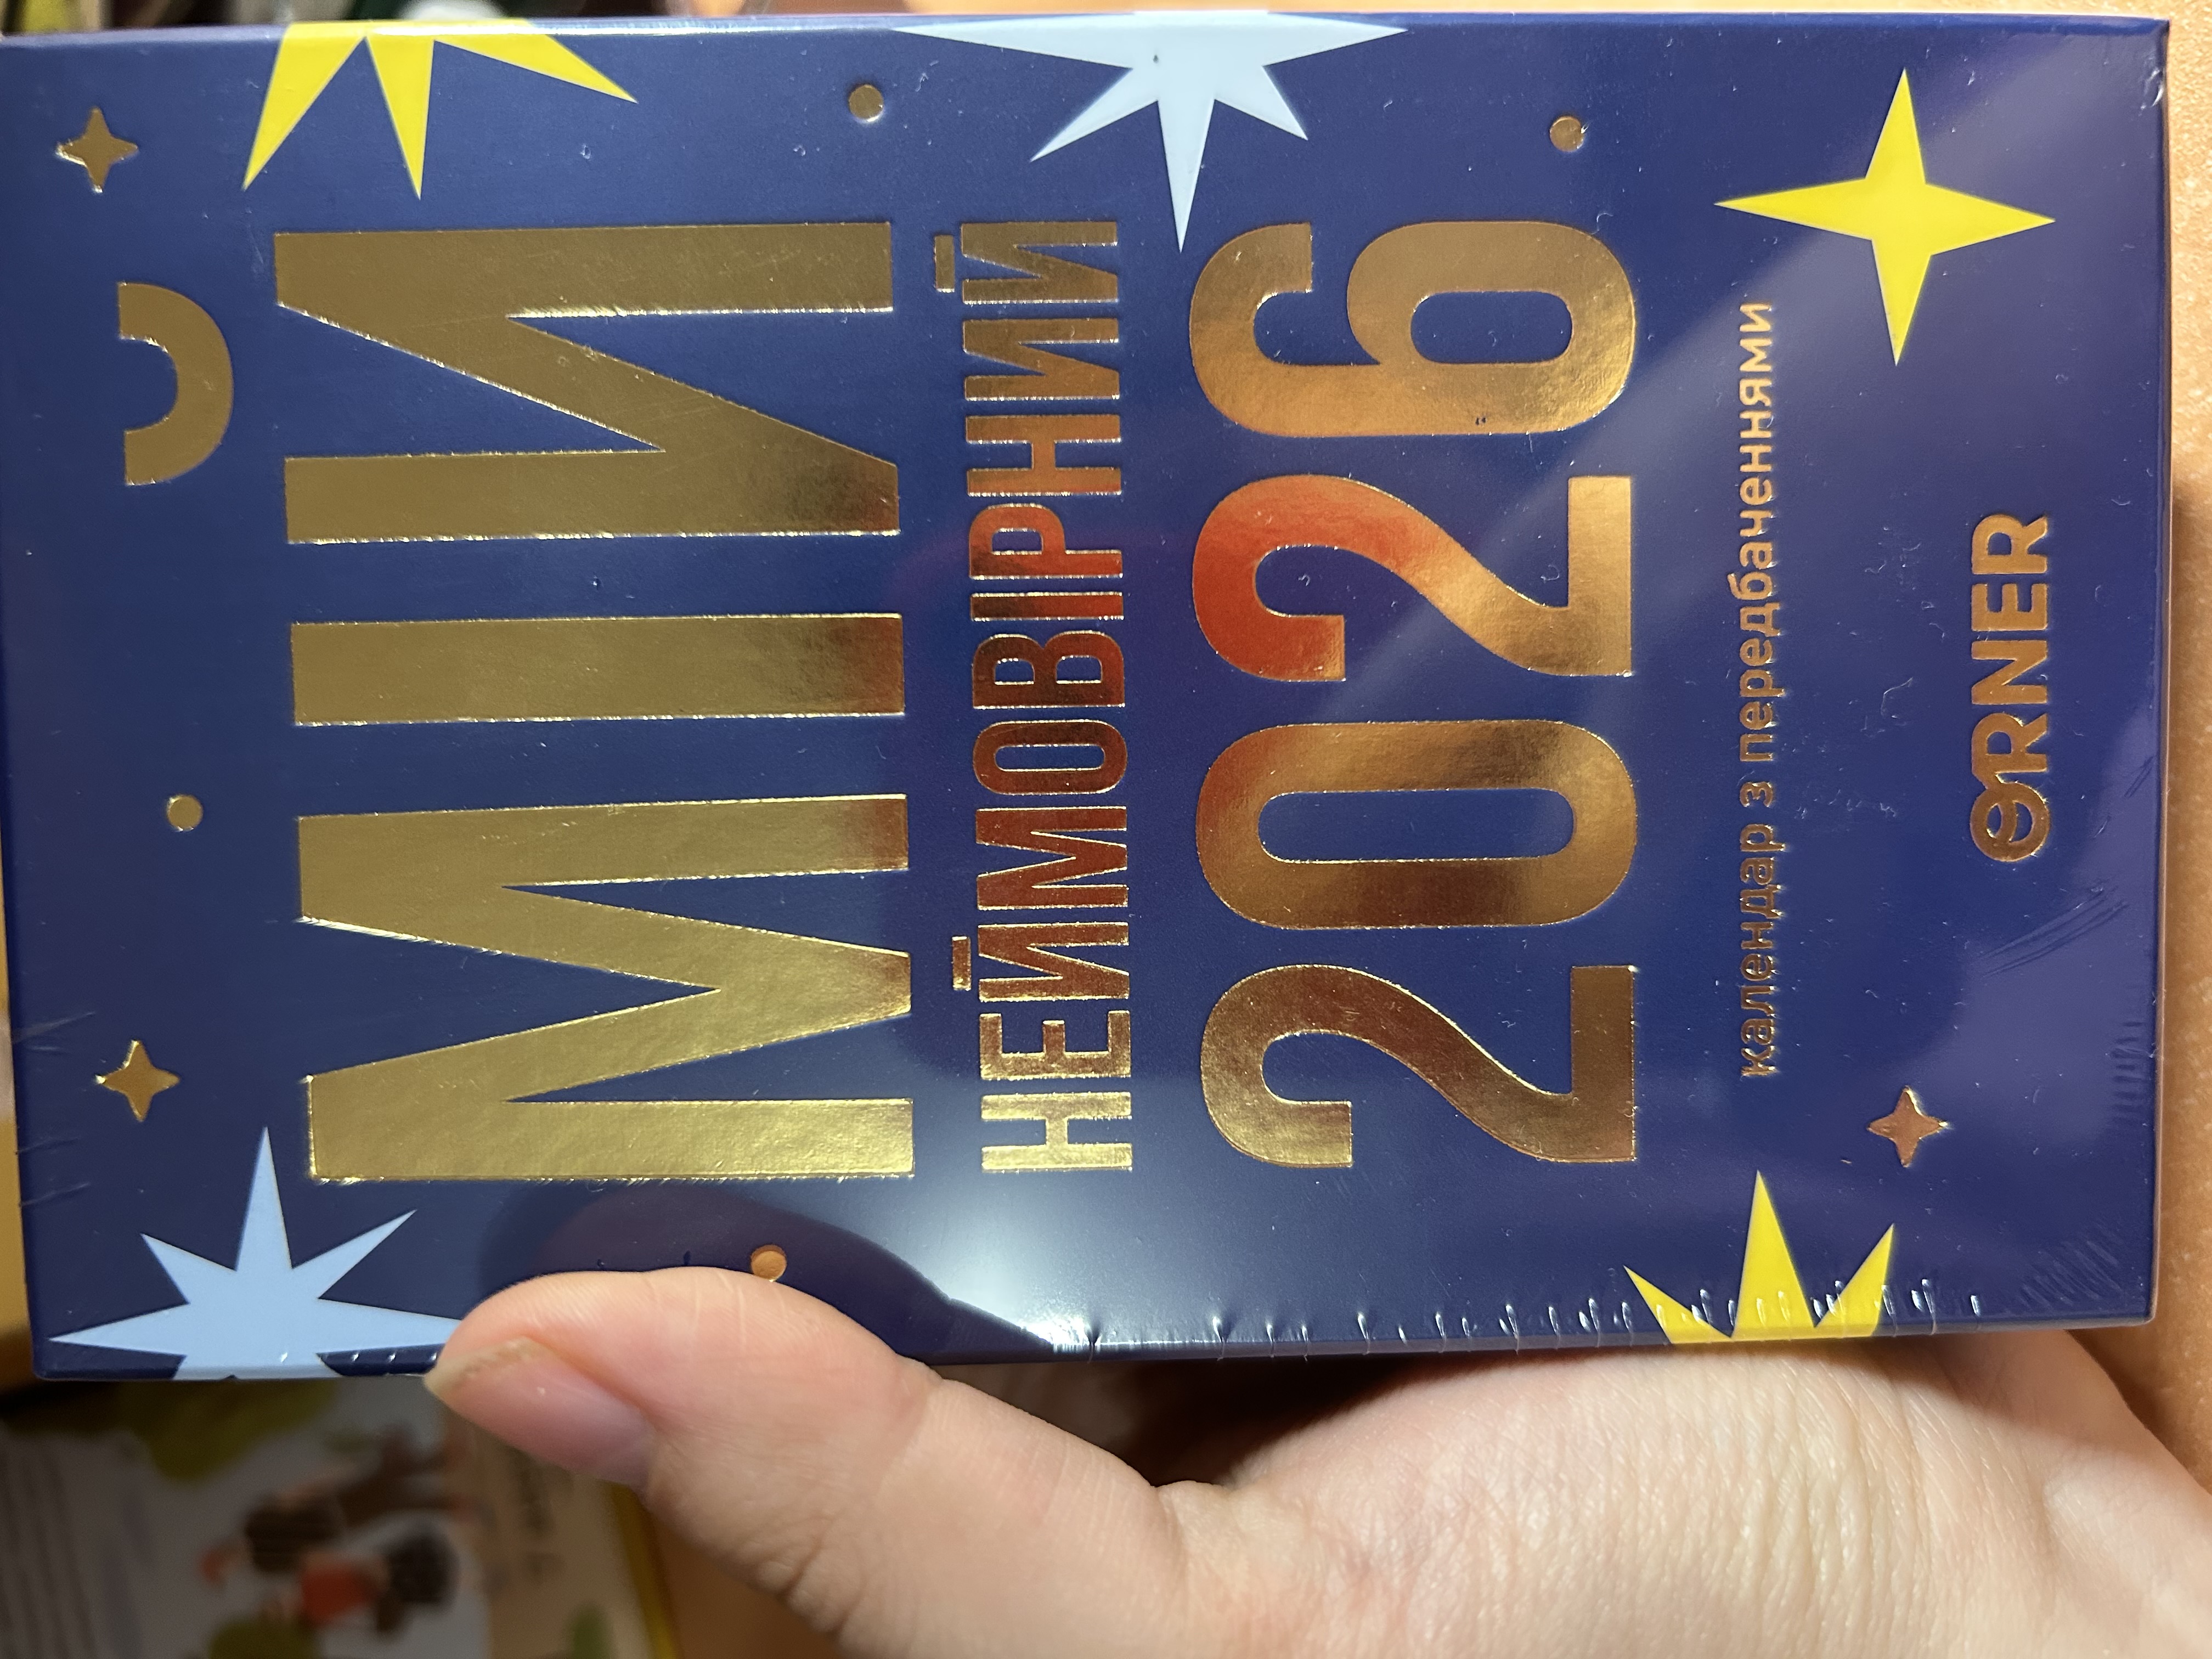 МІЙ
НЕЙМОВІРНИЙ
2026
календар з передбаченнями
ORNER